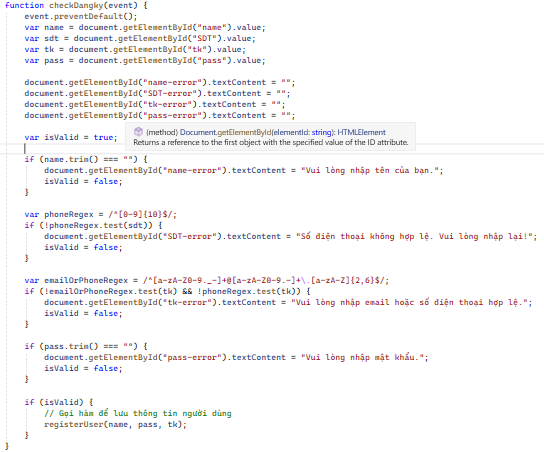 function checkDangky(event) {
    event.preventDefault();
    var name = document.getElementById("name").value;
    var sdt = document.getElementById("SDT").value;
    var tk = document.getElementById("tk").value;
    var pass = document.getElementById("pass").value;

    document.getElementById("name-error").textContent = "";
    document.getElementById("SDT-error").textContent = "";
    document.getElementById("tk-error").textContent = "";
    document.getElementById("pass-error").textContent = "";

    var isValid = true;
(method) Document.getElementById(elementId: string): HTMLElement
Returns a reference to the first object with the specified value of the ID attribute.

    if (name.trim() === "") {
        document.getElementById("name-error").textContent = "Vui lòng nhập tên của bạn.";
        isValid = false;
    }

    var phoneRegex = /^[0-9]{10}$/;
    if (!phoneRegex.test(sdt)) {
        document.getElementById("SDT-error").textContent = "Số điện thoại không hợp lệ. Vui lòng nhập lại!";
        isValid = false;
    }

    var emailOrPhoneRegex = /^[a-zA-Z0-9._-]+@[a-zA-Z0-9.-]+\.[a-zA-Z]{2,6}$/;
    if (!emailOrPhoneRegex.test(tk) && !phoneRegex.test(tk)) {
        document.getElementById("tk-error").textContent = "Vui lòng nhập email hoặc số điện thoại hợp lệ.";
        isValid = false;
    }

    if (pass.trim() === "") {
        document.getElementById("pass-error").textContent = "Vui lòng nhập mật khẩu.";
        isValid = false;
    }

    if (isValid) {
        // Gọi hàm để lưu thông tin người dùng
        registerUser(name, pass, tk);
    }
}